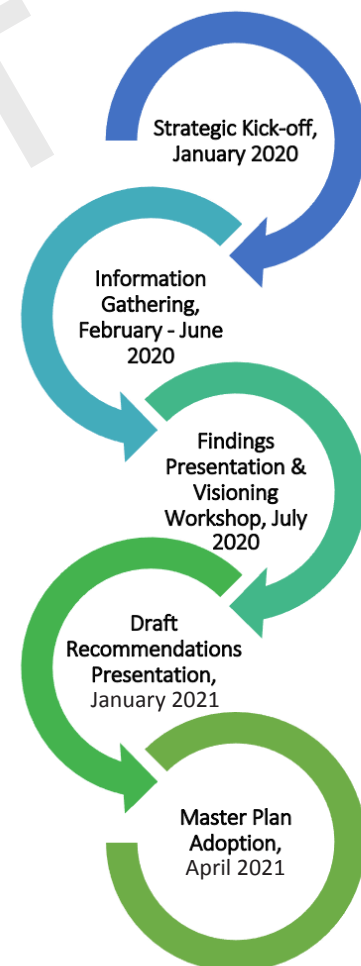 Strategic Kick-off,
January 2020
Information
Gathering,
February - June
2020
Findings
Presentation &
Visioning
Workshop, July
2020
Draft
Recommendations
Presentation,
January 2021
Master Plan
Adoption,
April 2021